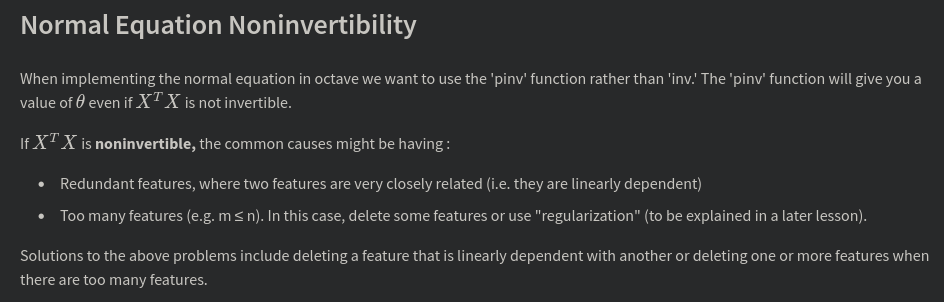 Normal Equation Noninvertibility
When implementing the normal equation in octave we want to use the 'pinv' function rather than 'inv.' The 'pinv' function will give you a
value of θ even if XᵀX is not invertible.
If XᵀX is noninvertible, the common causes might be having :
• Redundant features, where two features are very closely related (i.e. they are linearly dependent)
• Too many features (e.g. m ≤ n). In this case, delete some features or use "regularization" (to be explained in a later lesson).
Solutions to the above problems include deleting a feature that is linearly dependent with another or deleting one or more features when
there are too many features.